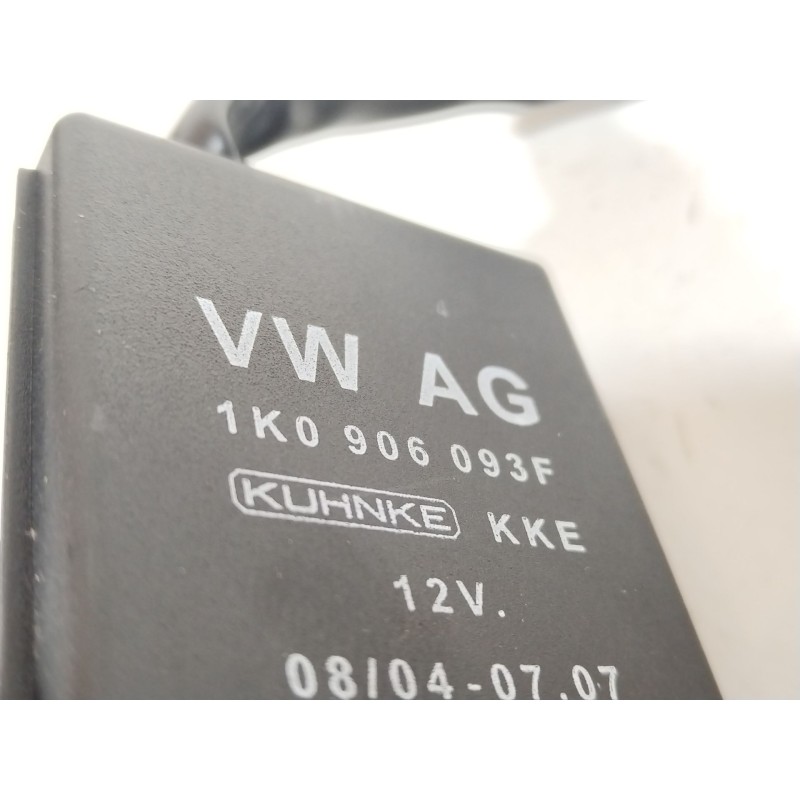 VW AG
1K0 906 093F
KUHNKE KKE
12V.
08/04-07.07